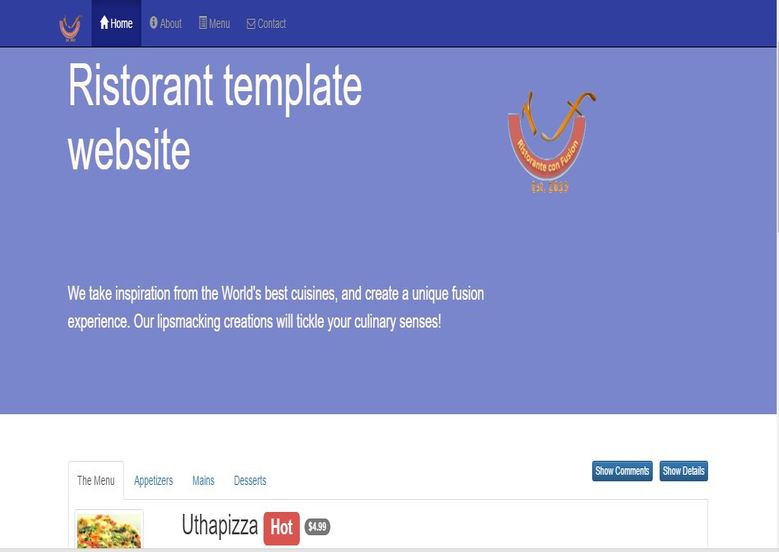 Home About Menu Contact
Ristorant template
website
Ristorante con Fusion
We take inspiration from the World's best cuisines, and create a unique fusion
experience. Our lipsmacking creations will tickle your culinary senses!
Show Comments Show Details
The Menu Appetizers Mains Desserts
Uthapizza Hot $4.99